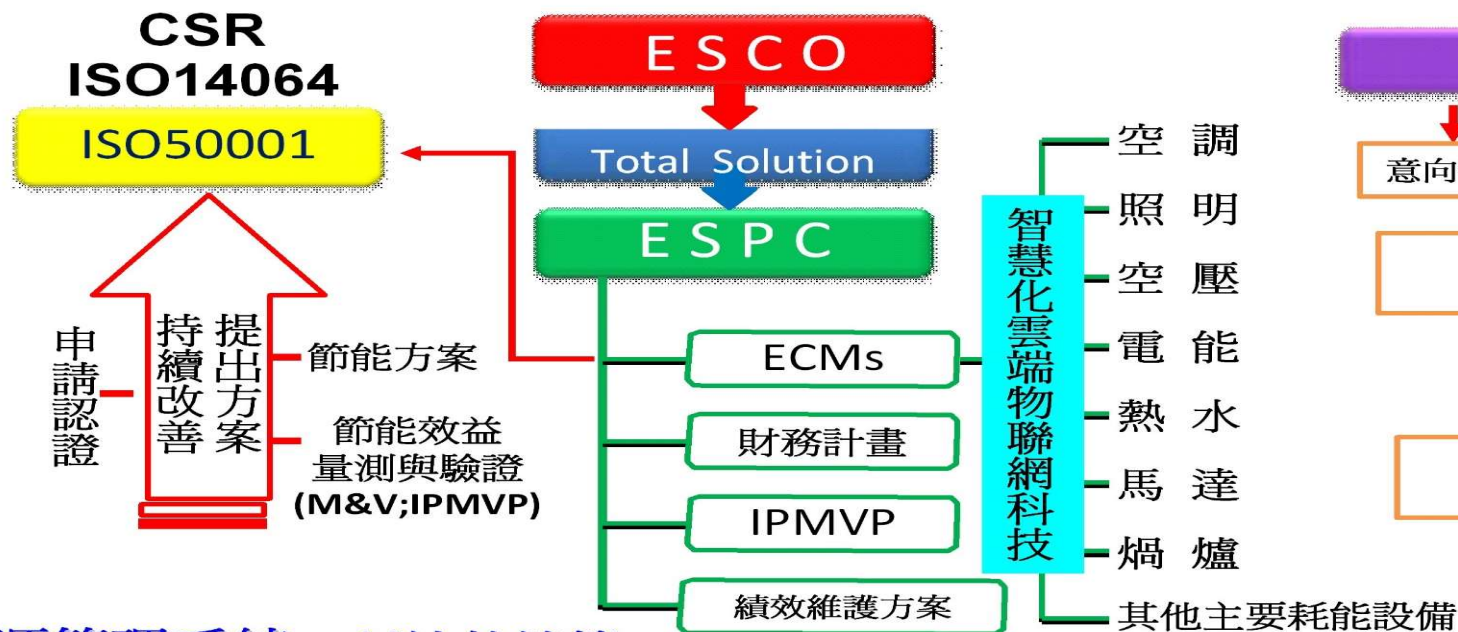 CSR
ISO14064
ISO50001
申請認證
持續改善
提出方案
節能方案
節能效益
量測與驗證
(M&V;IPMVP)
E S C O
Total Solution
E S P C
ECMs
財務計畫
IPMVP
績效維護方案
智慧化雲端物聯網科技
空 調
照 明
空 壓
電 能
熱 水
馬 達
煱 爐
其他主要耗能設備
意向